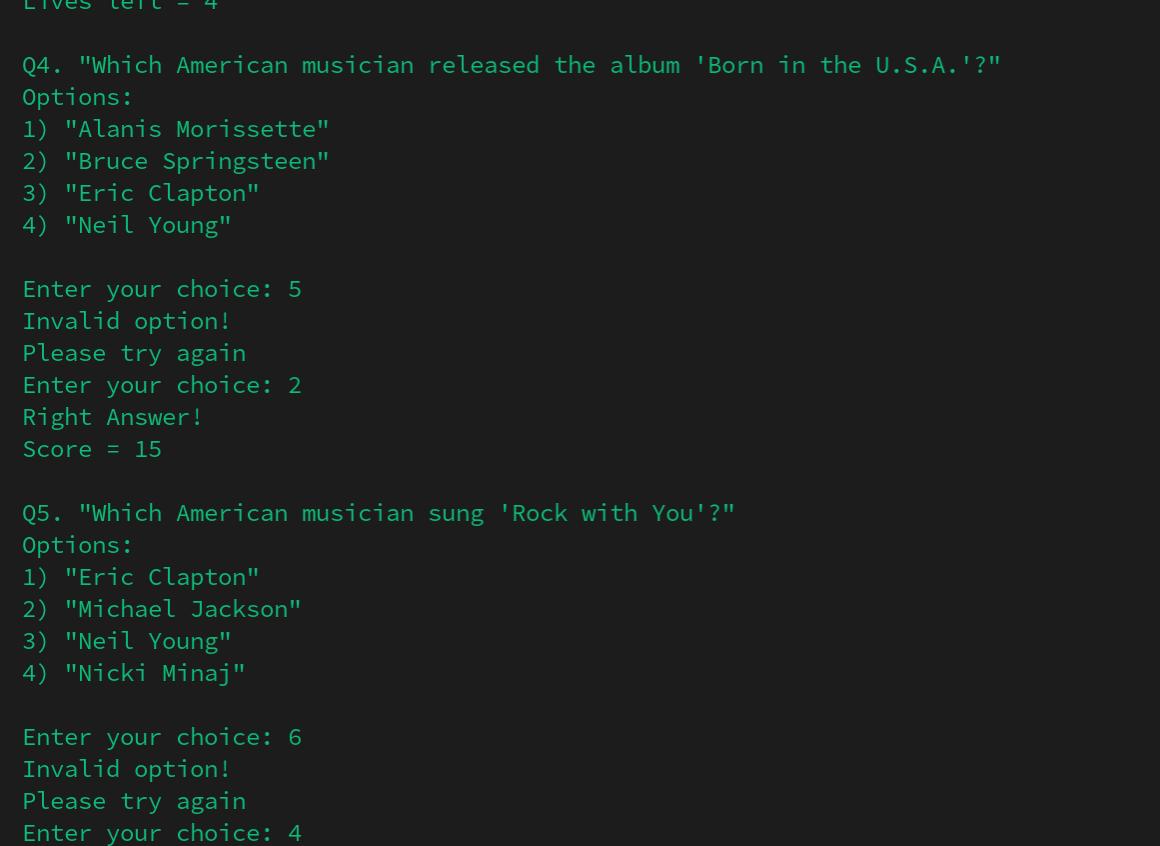 Lives left = 4
Q4. "Which American musician released the album 'Born in the U.S.A.'?"
Options:
1) "Alanis Morissette"
2) "Bruce Springsteen"
3) "Eric Clapton"
4) "Neil Young"
Enter your choice: 5
Invalid option!
Please try again
Enter your choice: 2
Right Answer!
Score = 15
Q5. "Which American musician sung 'Rock with You'?"
Options:
1) "Eric Clapton"
2) "Michael Jackson"
3) "Neil Young"
4) "Nicki Minaj"
Enter your choice: 6
Invalid option!
Please try again
Enter your choice: 4